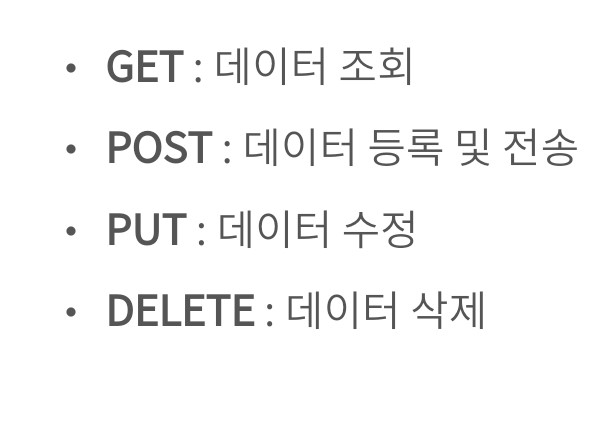 • GET : 데이터 조회
• POST : 데이터 등록 및 전송
• PUT : 데이터 수정
• DELETE : 데이터 삭제